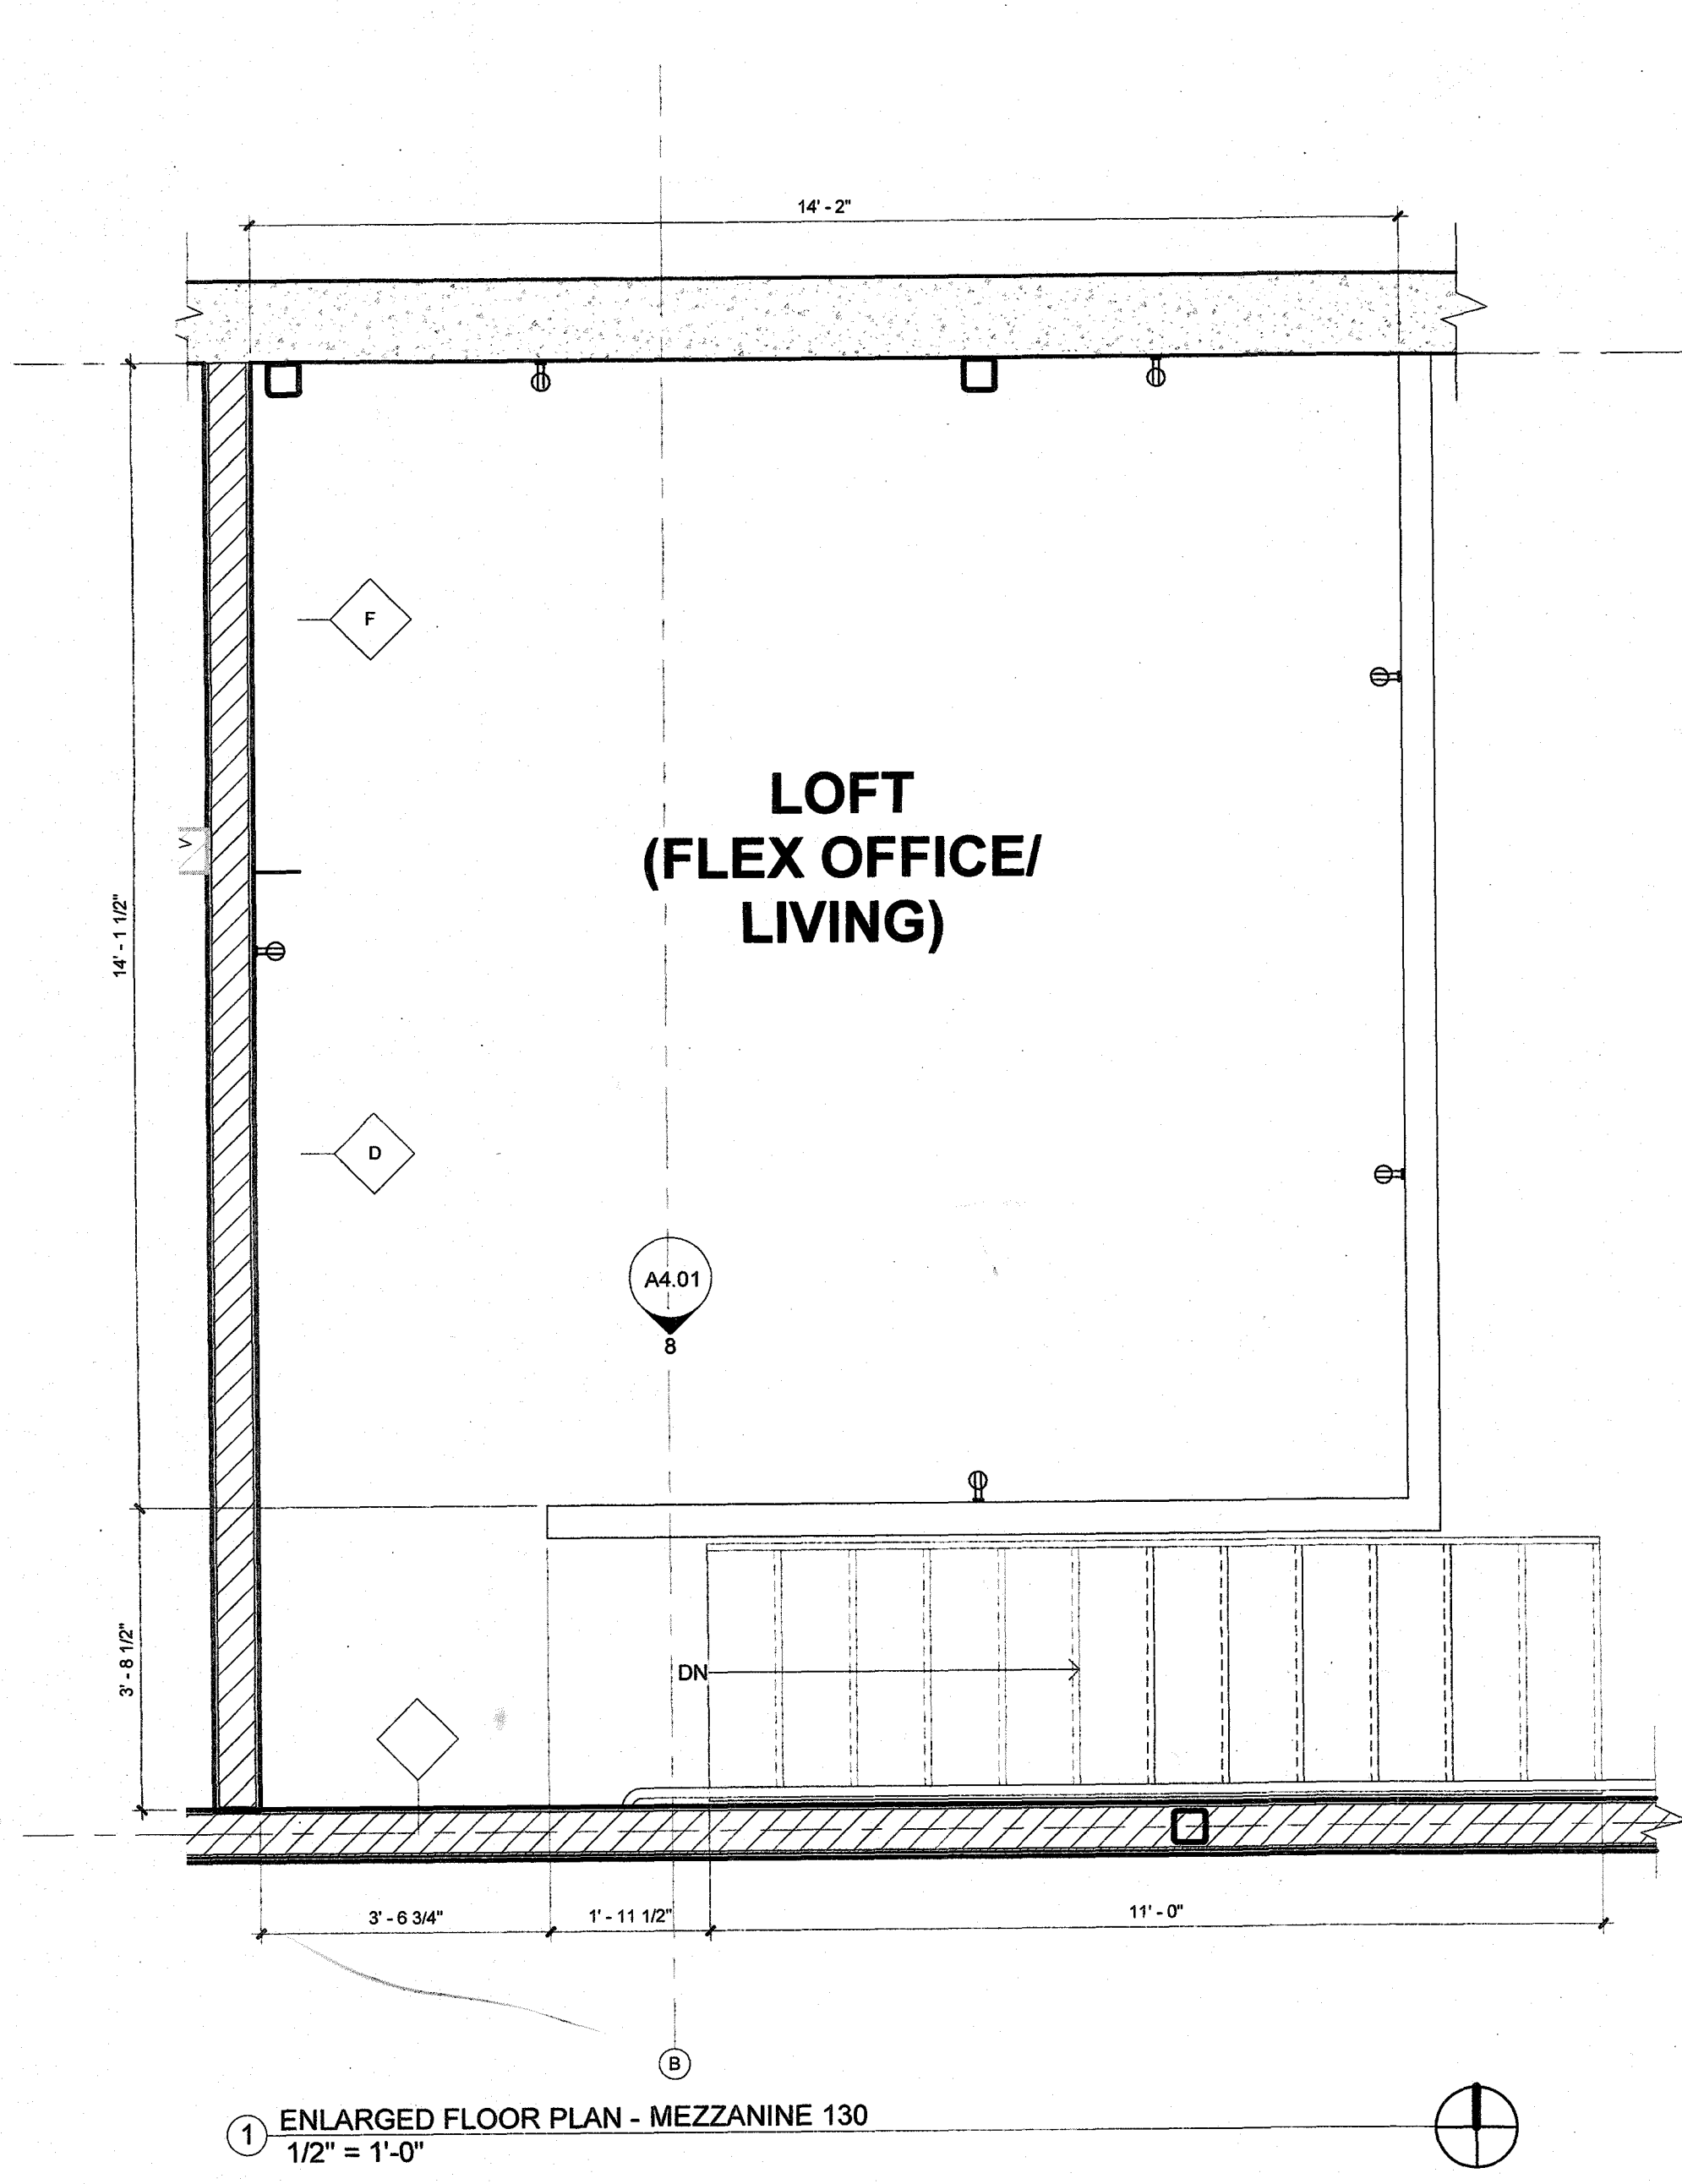 14' - 2"
F
LOFT
(FLEX OFFICE/
LIVING)
V
14' - 1 1/2"
D
A4.01
8
3' - 8 1/2"
DN
3' - 6 3/4"
1' - 11 1/2"
11' - 0"
B
1
ENLARGED FLOOR PLAN - MEZZANINE 130
1/2" = 1'-0"